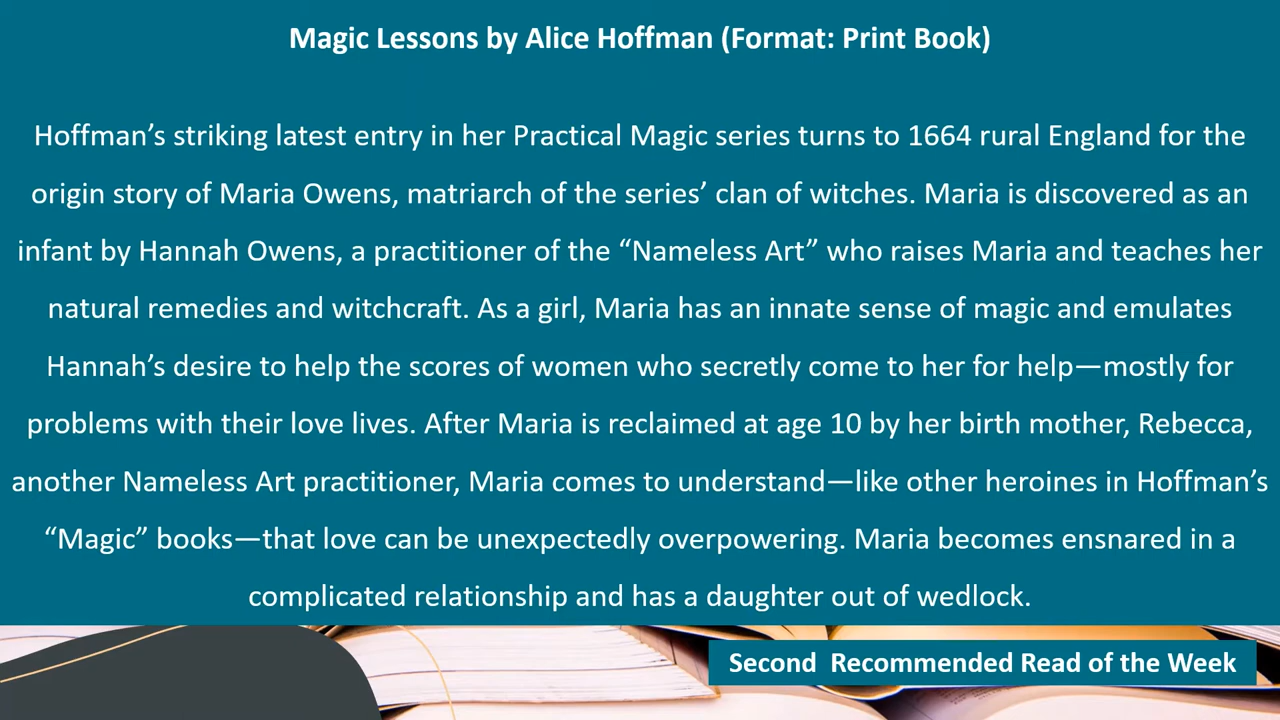 Magic Lessons by Alice Hoffman (Format: Print Book)
Hoffman’s striking latest entry in her Practical Magic series turns to 1664 rural England for the
origin story of Maria Owens, matriarch of the series’ clan of witches. Maria is discovered as an
infant by Hannah Owens, a practitioner of the “Nameless Art” who raises Maria and teaches her
natural remedies and witchcraft. As a girl, Maria has an innate sense of magic and emulates
Hannah’s desire to help the scores of women who secretly come to her for help—mostly for
problems with their love lives. After Maria is reclaimed at age 10 by her birth mother, Rebecca,
another Nameless Art practitioner, Maria comes to understand—like other heroines in Hoffman’s
“Magic” books—that love can be unexpectedly overpowering. Maria becomes ensnared in a
complicated relationship and has a daughter out of wedlock.
Second  Recommended Read of the Week